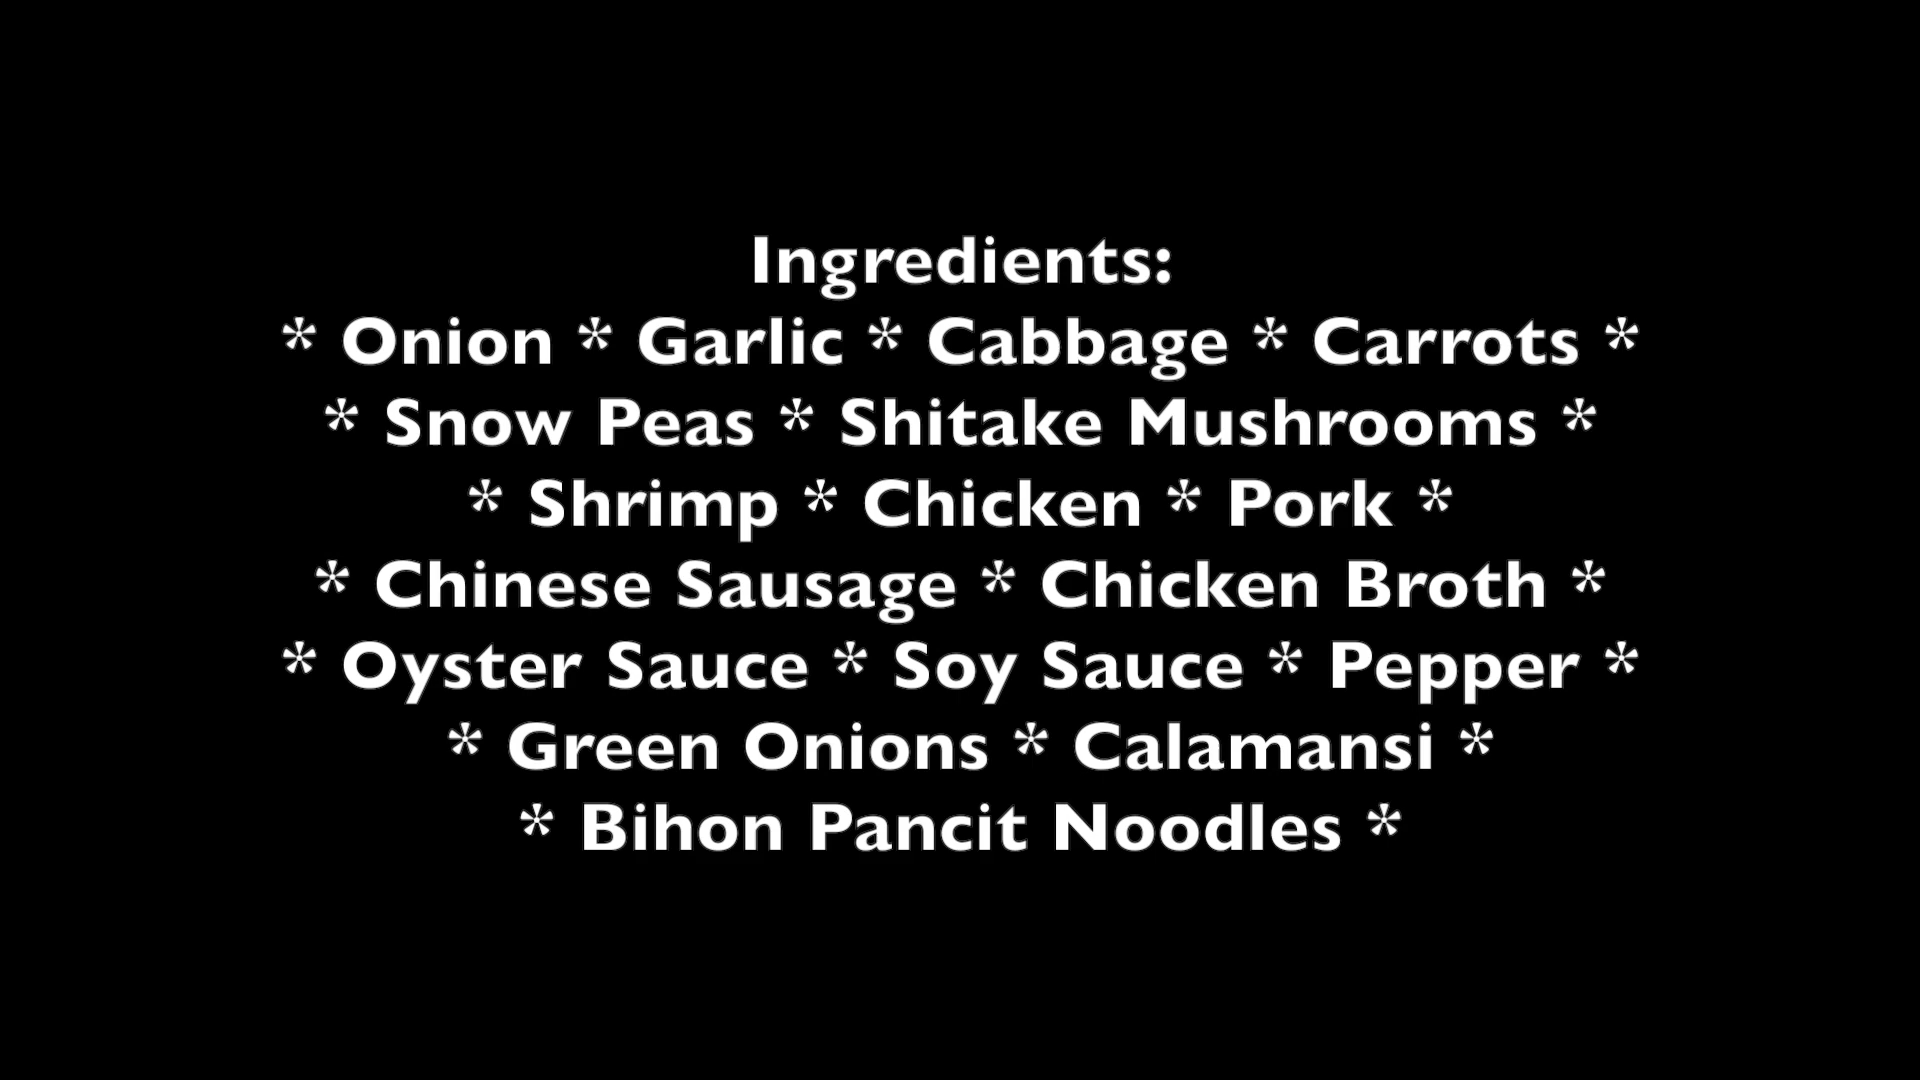 Ingredients:
* Onion * Garlic * Cabbage * Carrots *
* Snow Peas * Shitake Mushrooms *
* Shrimp * Chicken * Pork *
* Chinese Sausage * Chicken Broth *
* Oyster Sauce * Soy Sauce * Pepper *
* Green Onions * Calamansi *
* Bihon Pancit Noodles *